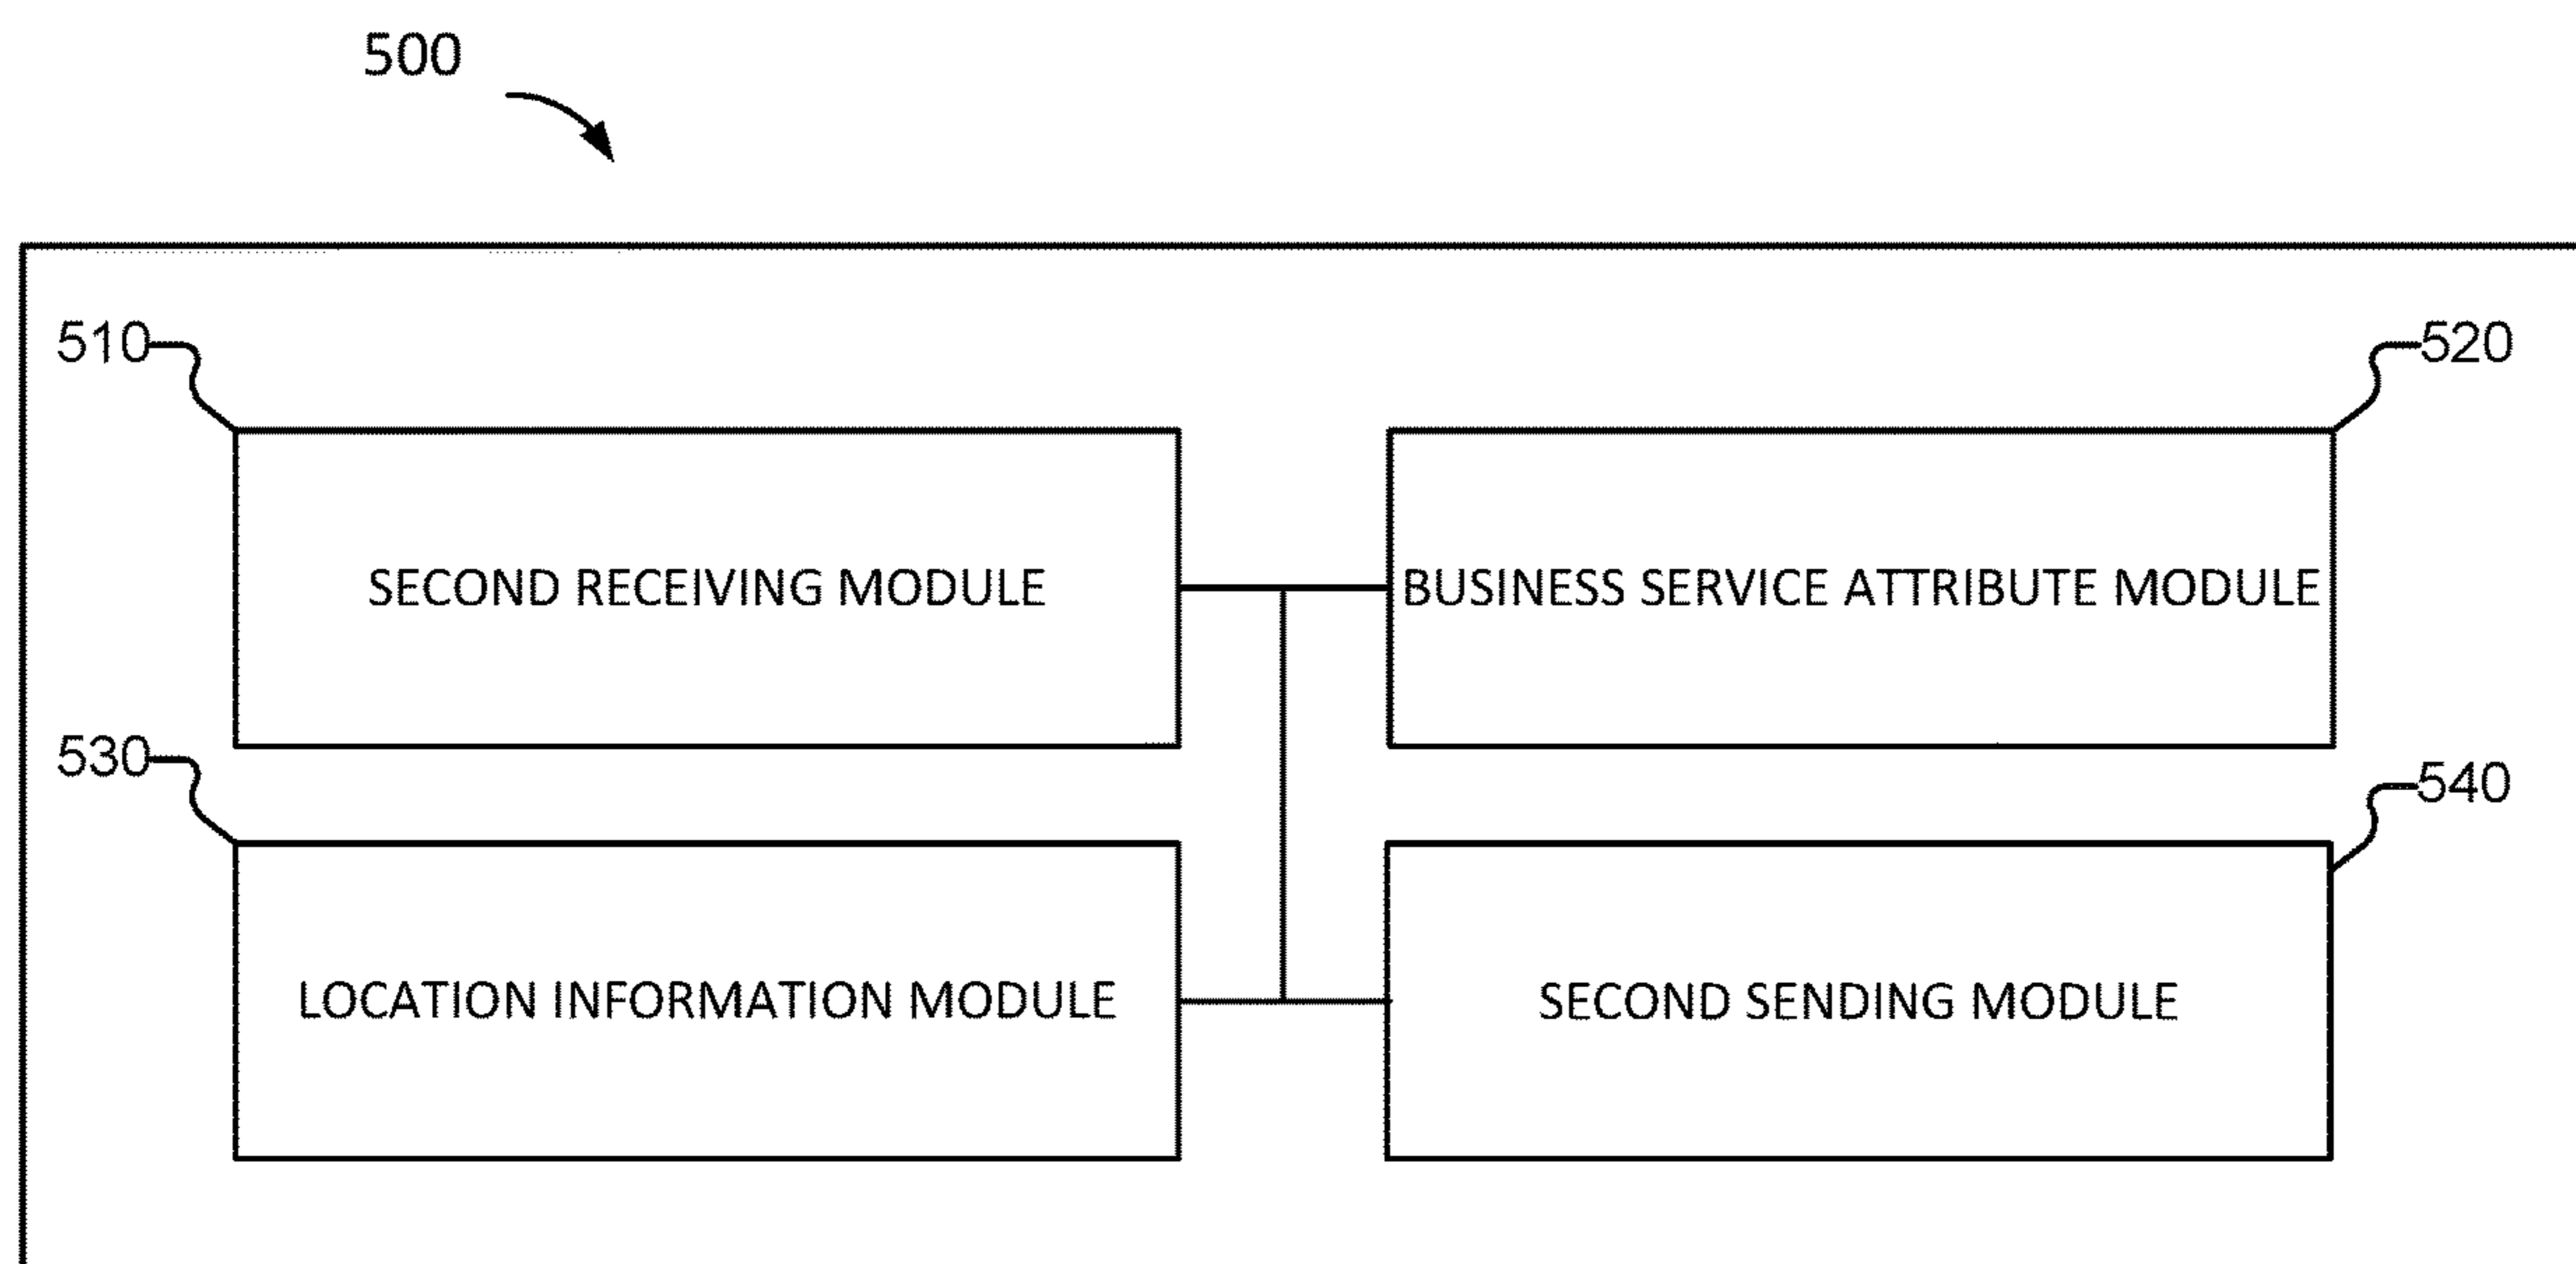 500
510
520
SECOND RECEIVING MODULE
BUSINESS SERVICE ATTRIBUTE MODULE
530
540
LOCATION INFORMATION MODULE
SECOND SENDING MODULE